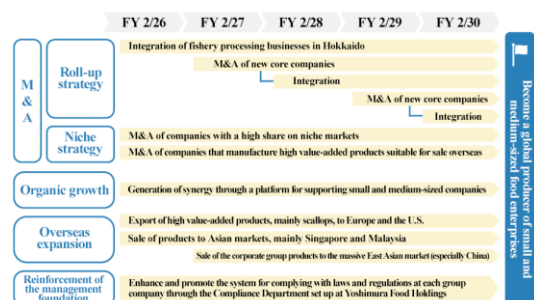 FY 2/26 FY 2/27 FY 2/28 FY 2/29 FY 2/30
M&A
Roll-up
strategy
Integration of fishery processing businesses in Hokkaido
M&A of new core companies
Integration
M&A of new core companies
Integration
Niche
strategy
M&A of companies with a high share on niche markets
M&A of companies that manufacture high value-added products suitable for sale overseas
Organic growth
Generation of synergy through a platform for supporting small and medium-sized companies
Overseas
expansion
Export of high value-added products, mainly scallops, to Europe and the U.S.
Sale of products to Asian markets, mainly Singapore and Malaysia
Sale of the corporate group products to the massive East Asian market (especially China)
Reinforcement of
the management
foundation
Enhance and promote the system for complying with laws and regulations at each group
company through the Compliance Department set up at Yoshimura Food Holdings
Become a global producer of small and
medium-sized food enterprises